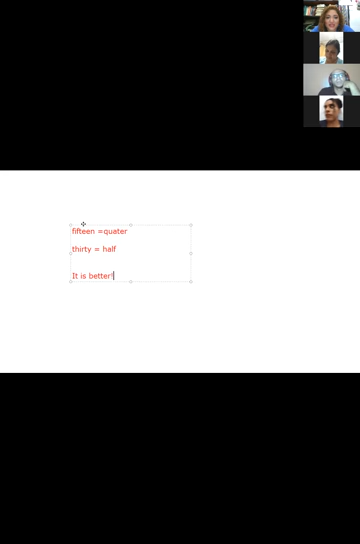 fifteen =quater
thirty = half
It is better'